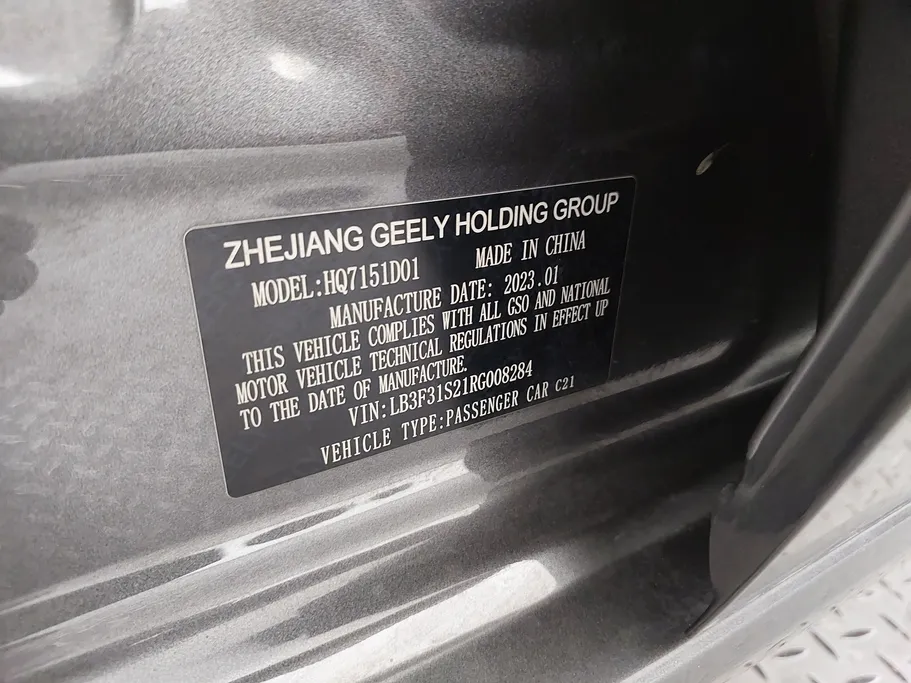 ZHEJIANG GEELY HOLDING GROUP
MODEL:HQ7151D01 MADE IN CHINA
MANUFACTURE DATE: 2023.01
THIS VEHICLE COMPLIES WITH ALL GSO AND NATIONAL
MOTOR VEHICLE TECHNICAL REGULATIONS IN EFFECT UP
TO THE DATE OF MANUFACTURE.
VIN:LB3F31S21RG008284
VEHICLE TYPE:PASSENGER CAR C21